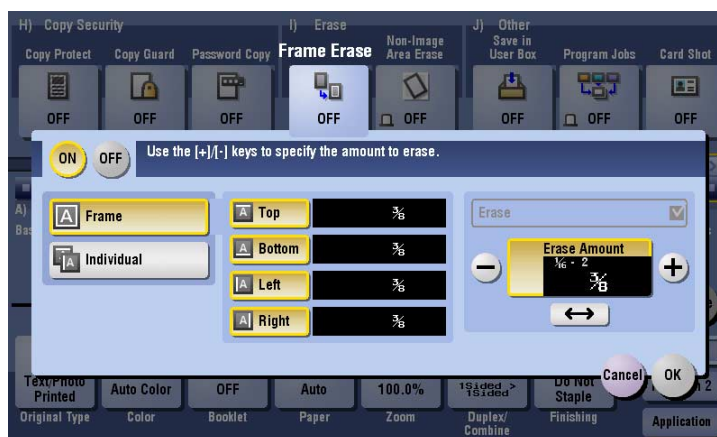 H) Copy Security
I) Erase
J) Other
Copy Protect
Copy Guard
Password Copy
Frame Erase
Non-Image
Area Erase
Save in
User Box
Program Jobs
Card Shot
OFF
OFF
OFF
OFF
OFF
OFF
OFF
OFF
ON
OFF
Use the [+]/[-] keys to specify the amount to erase.
A)
Bas
A Frame
A Individual
A Top
3/8
A Bottom
3/8
A Left
3/8
A Right
3/8
Erase
Erase Amount
1/16 - 2
3/8
Cancel
OK
Text/Photo
Printed
Auto Color
OFF
Auto
100.0%
1Sided >
1Sided
Do Not
Staple
2
Original Type
Color
Booklet
Paper
Zoom
Duplex/
Combine
Finishing
Application